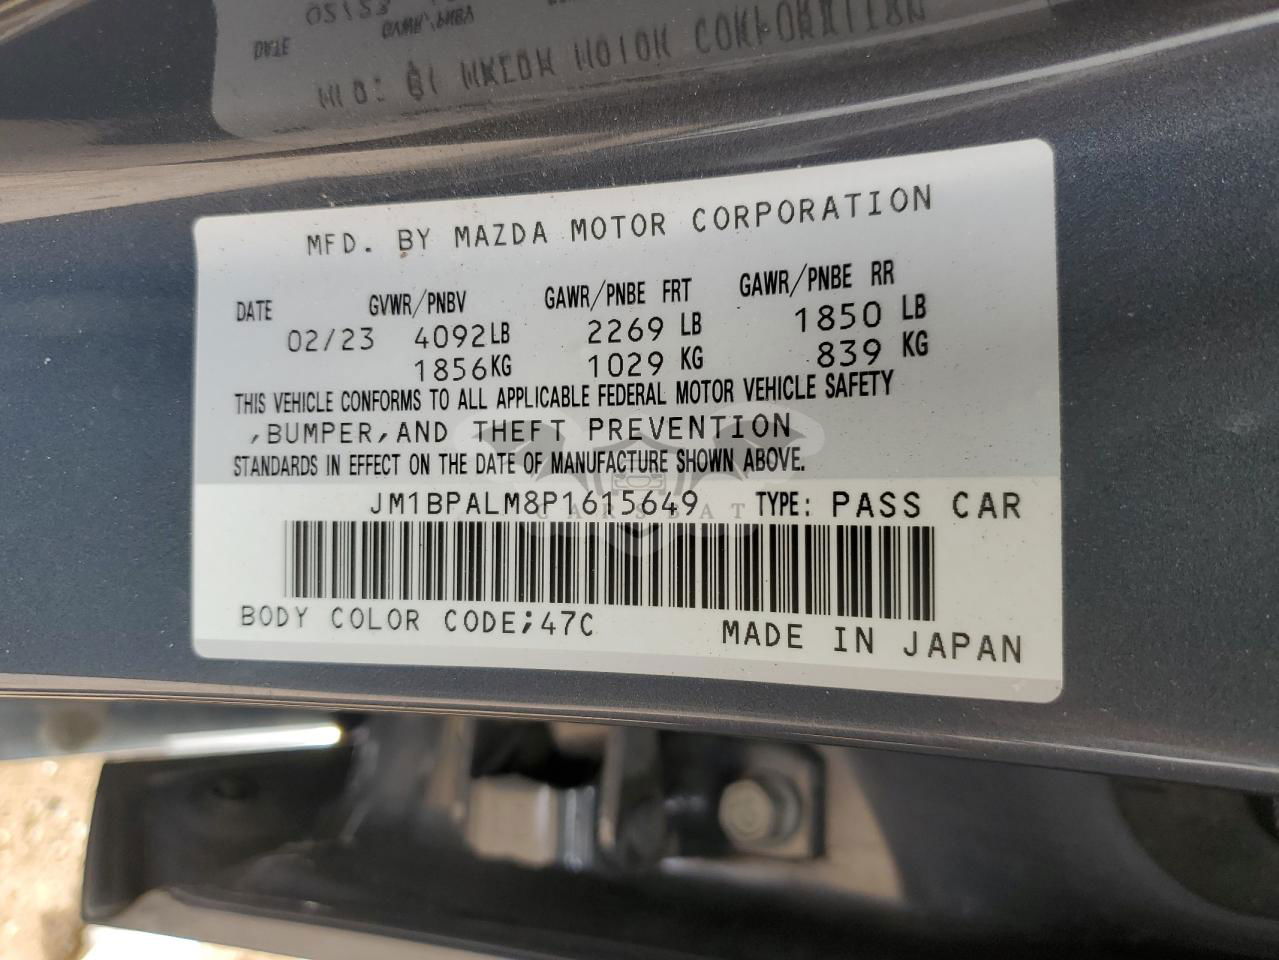 MFD. BY MAZDA MOTOR CORPORATION
DATE GVWR/PNBV GAWR/PNBE FRT GAWR/PNBE RR
02/23 4092LB 2269 LB 1850 LB
1856KG 1029 KG 839 KG
THIS VEHICLE CONFORMS TO ALL APPLICABLE FEDERAL MOTOR VEHICLE SAFETY
,BUMPER,AND THEFT PREVENTION
STANDARDS IN EFFECT ON THE DATE OF MANUFACTURE SHOWN ABOVE.
JM1BPALM8P1615649 TYPE: PASS CAR
CARSBAT
BODY COLOR CODE;47C
MADE IN JAPAN